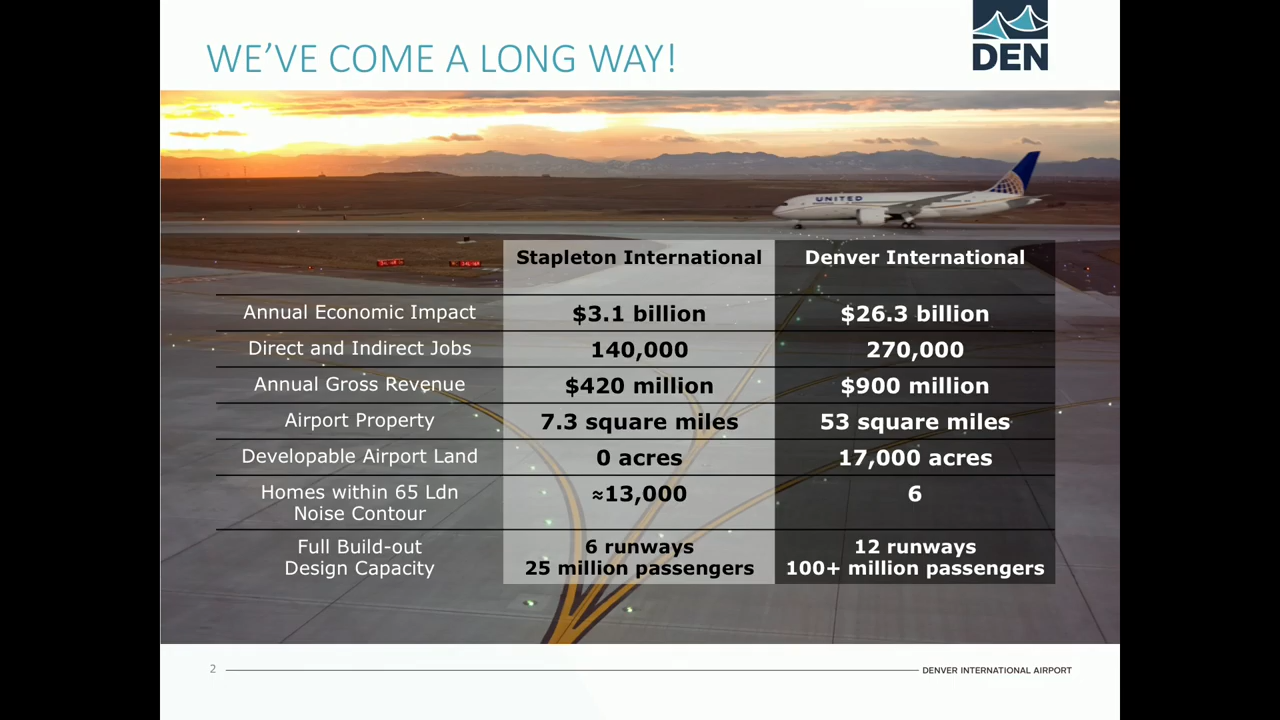 WE'VE COME A LONG WAY!
DEN
UNITED
Stapleton International Denver International
Annual Economic Impact $3.1 billion $26.3 billion
Direct and Indirect Jobs 140,000 270,000
Annual Gross Revenue $420 million $900 million
Airport Property 7.3 square miles 53 square miles
Developable Airport Land 0 acres 17,000 acres
Homes within 65 Ldn ≈13,000 6
Noise Contour
Full Build-out 6 runways 12 runways
Design Capacity 25 million passengers 100+ million passengers
2 DENVER INTERNATIONAL AIRPORT